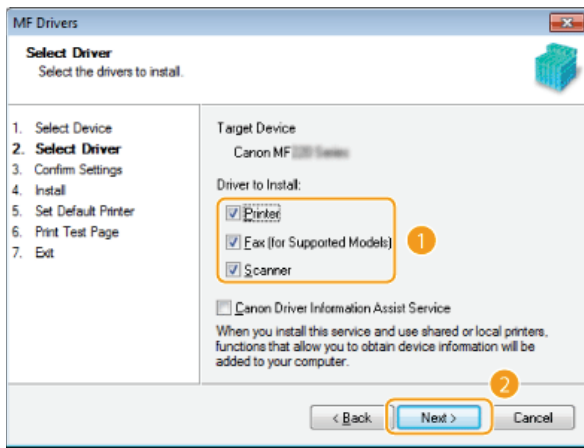 MF Drivers
Select Driver
Select the drivers to install.
1. Select Device
2. Select Driver
3. Confirm Settings
4. Install
5. Set Default Printer
6. Print Test Page
7. Exit
Target Device
Canon MF
Driver to Install:
Printer
Fax (for Supported Models)
Scanner
1
Canon Driver Information Assist Service
When you install this service and use shared or local printers,
functions that allow you to obtain device information will be
added to your computer.
2
< Back
Next >
Cancel